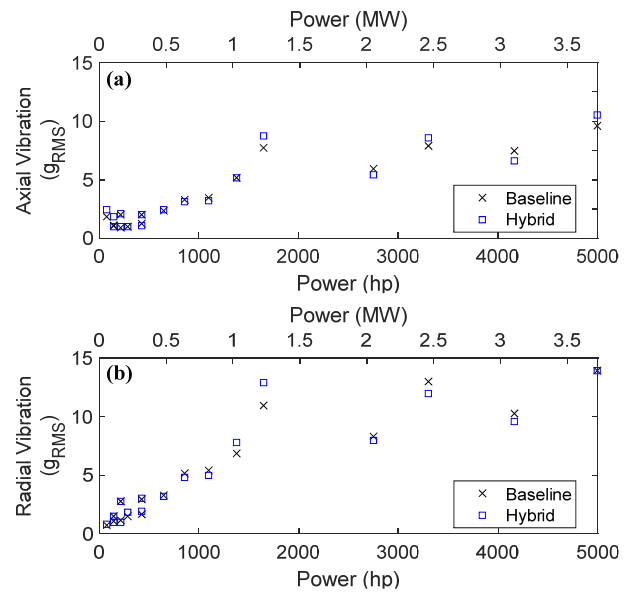 Power (MW)
0 0.5 1 1.5 2 2.5 3 3.5
(a)
15
10
5
0
Axial Vibration
(gRMS)
Baseline
Hybrid
0 1000 2000 3000 4000 5000
Power (hp)
Power (MW)
0 0.5 1 1.5 2 2.5 3 3.5
(b)
15
10
5
0
Radial Vibration
(gRMS)
Baseline
Hybrid
0 1000 2000 3000 4000 5000
Power (hp)